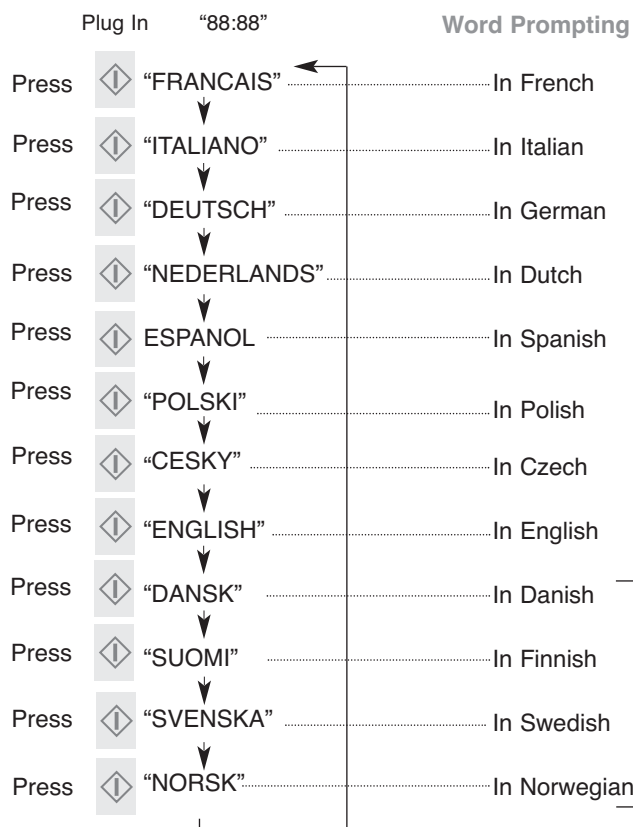 Plug In “88:88” Word Prompting
Press “FRANCAIS” In French
Press “ITALIANO” In Italian
Press “DEUTSCH” In German
Press “NEDERLANDS” In Dutch
Press ESPANOL In Spanish
Press “POLSKI” In Polish
Press “CESKY” In Czech
Press “ENGLISH” In English
Press “DANSK” In Danish
Press “SUOMI” In Finnish
Press “SVENSKA” In Swedish
Press “NORSK” In Norwegian